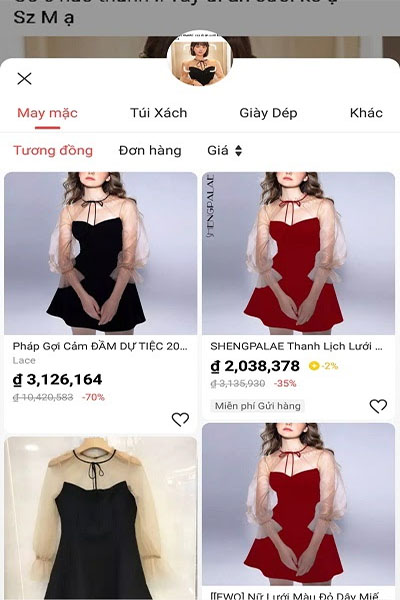 Sz M ạ
May mặc
Túi Xách
Giày Dép
Khác
Tương đồng
Đơn hàng
Giá
SHENGPALAE
Pháp Gợi Cảm ĐẦM DỰ TIỆC 20...
Lace
₫ 3,126,164
₫ 10,420,583 -70%
SHENGPALAE Thanh Lịch Lưới ...
₫ 2,038,378 -2%
₫ 3,135,930 -35%
Miễn phí Gửi hàng
[[EWQ] Nữ Lưới Màu Đỏ Dây Miế...